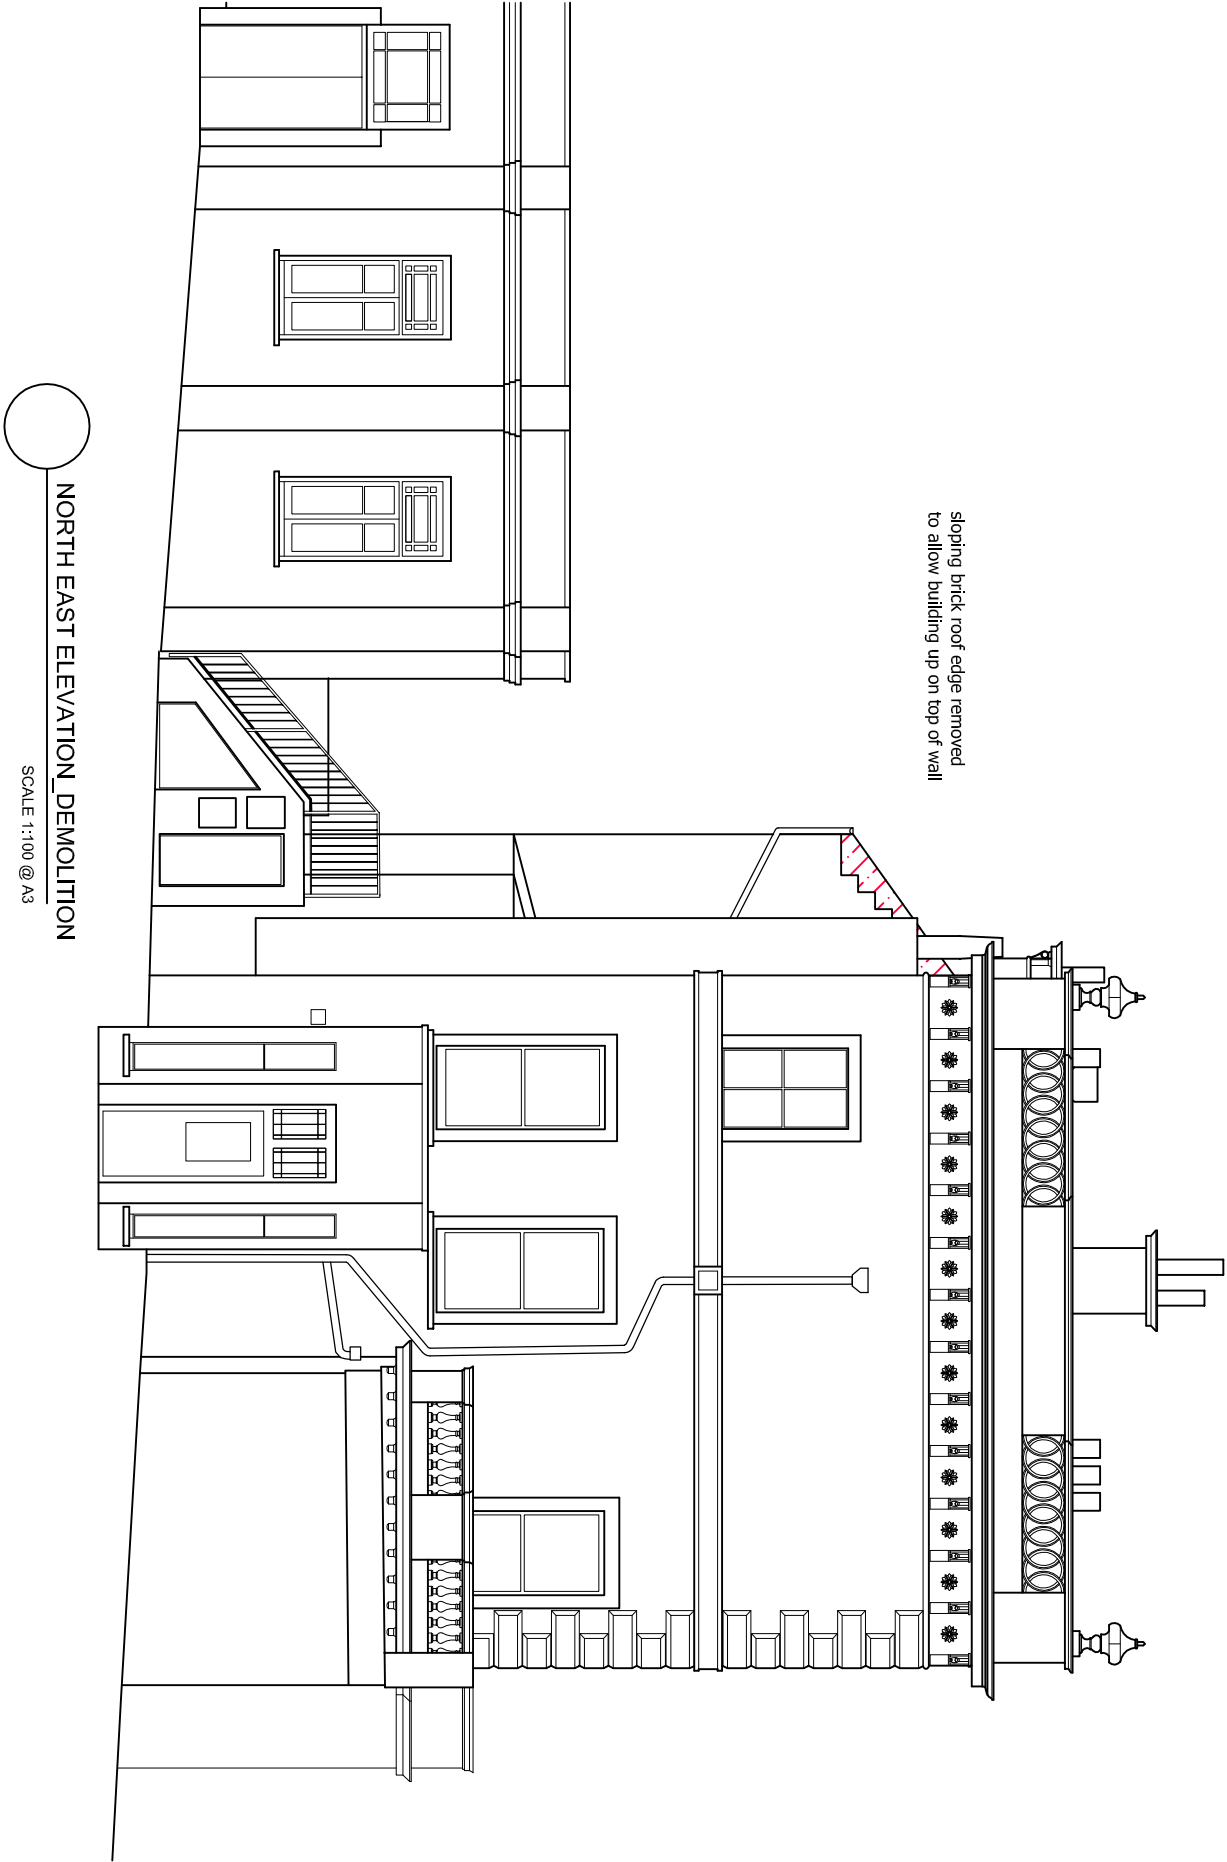 sloping brick roof edge removed
to allow building up on top of wall
NORTH EAST ELEVATION_DEMOLITION
SCALE 1:100 @ A3